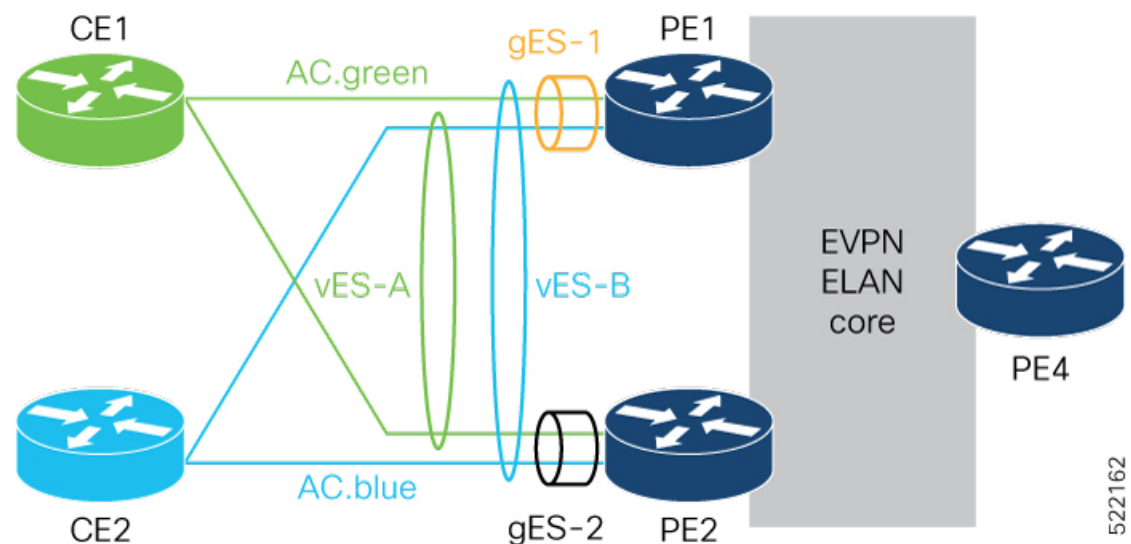 CE1
PE1
gES-1
AC.green
vES-A
vES-B
EVPN
ELAN
core
PE4
AC.blue
CE2
gES-2
PE2
522162